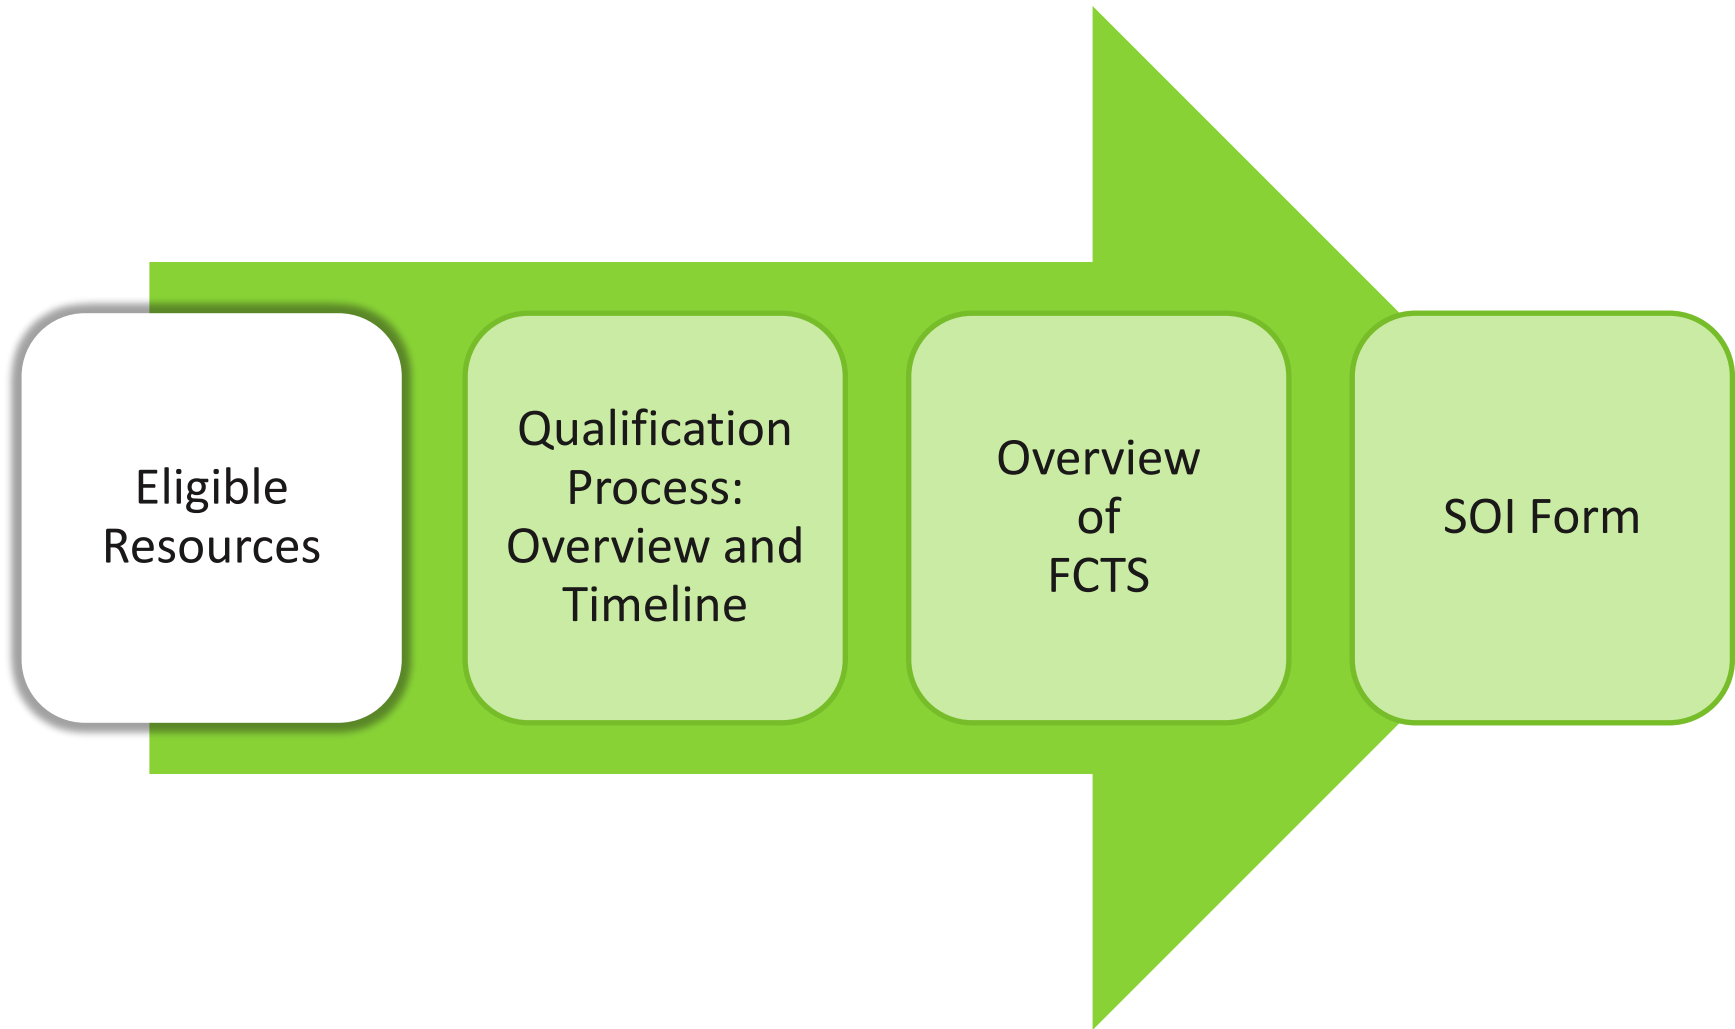 Eligible
Resources
Qualification
Process:
Overview and
Timeline
Overview
of
FCTS
SOI Form